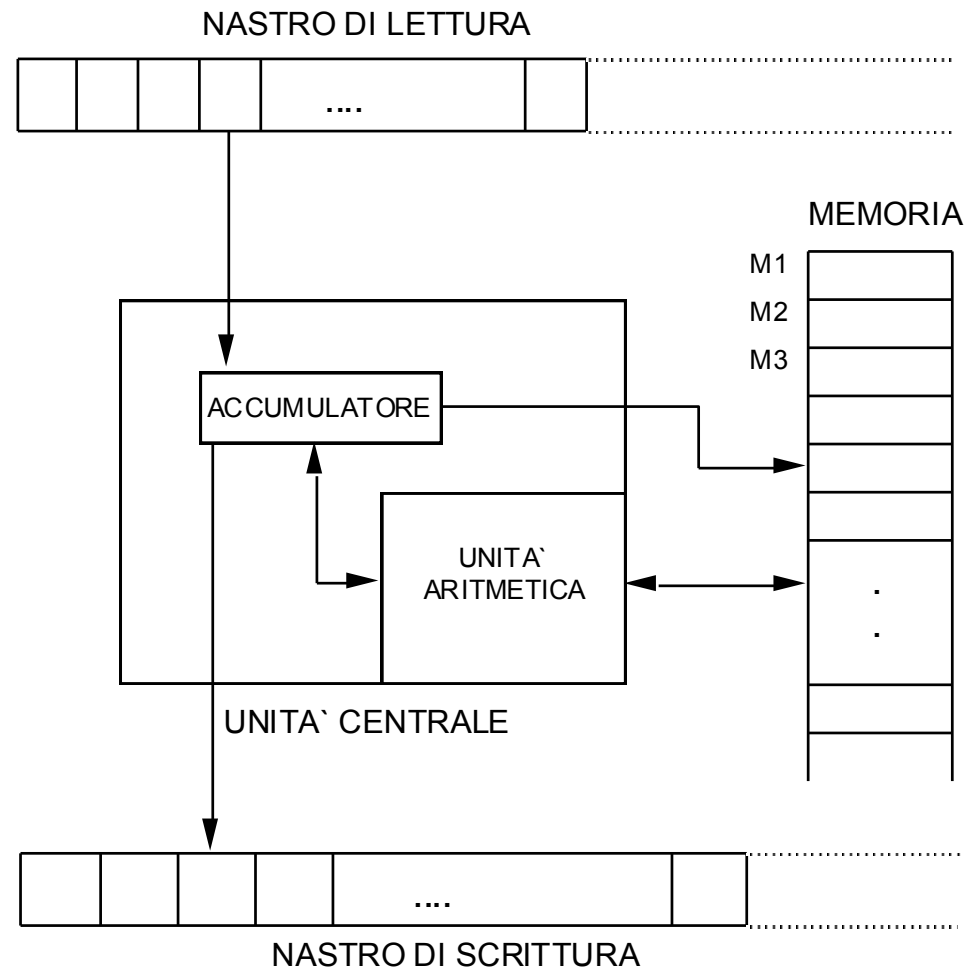 NASTRO DI LETTURA
....
MEMORIA
M1
M2
M3
ACCUMULATORE
UNITA`
ARITMETICA
.
.
UNITA` CENTRALE
....
NASTRO DI SCRITTURA